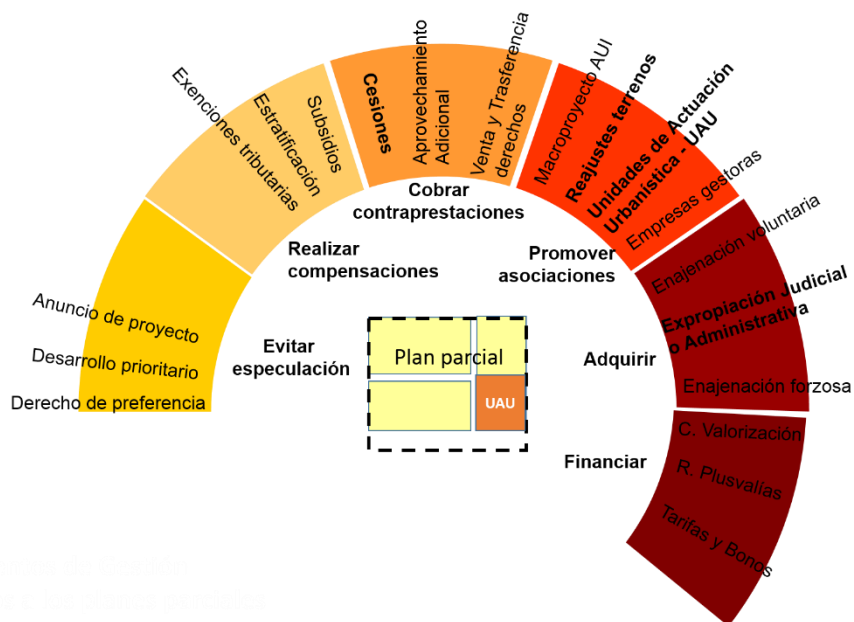 Anuncio de proyecto
Desarrollo prioritario
Derecho de preferencia
Evitar
especulación
Exenciones tributarias
Estratificación
Subsidios
Realizar
compensaciones
Cesiones
Aprovechamiento
Adicional
Venta y Trasferencia
derechos
Cobrar
contraprestaciones
Macroproyecto AUI
Reajustes terrenos
Unidades de Actuación
Urbanística - UAU
Empresas gestoras
Promover
asociaciones
Enajenación voluntaria
Expropiación Judicial
o Administrativa
Enajenación forzosa
Adquirir
C. Valorización
R. Plusvalías
Tarifas y Bonos
Financiar
Plan parcial
UAU